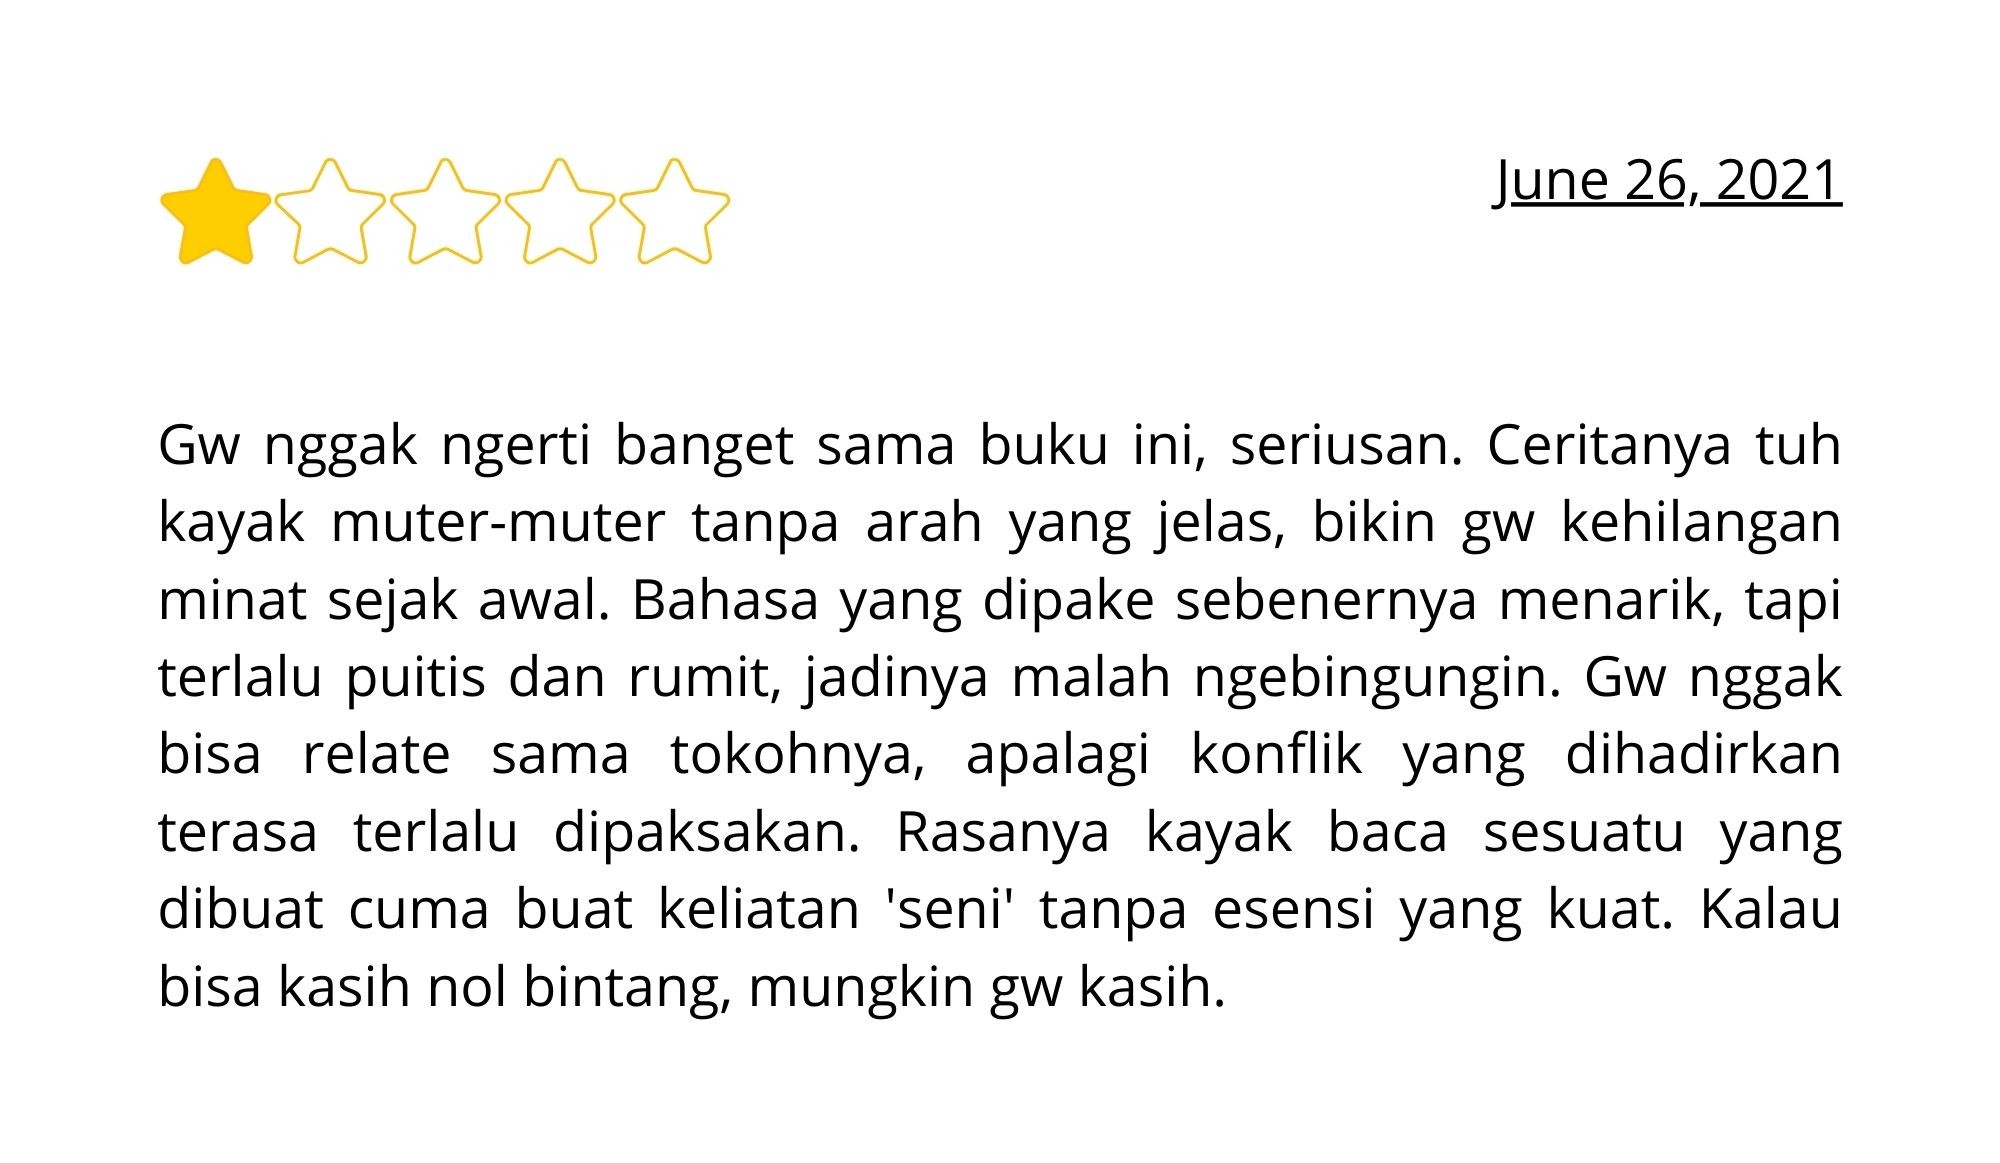 June 26, 2021
Gw nggak ngerti banget sama buku ini, seriusan. Ceritanya tuh
kayak muter-muter tanpa arah yang jelas, bikin gw kehilangan
minat sejak awal. Bahasa yang dipake sebenernya menarik, tapi
terlalu puitis dan rumit, jadinya malah ngebingungin. Gw nggak
bisa relate sama tokohnya, apalagi konflik yang dihadirkan
terasa terlalu dipaksakan. Rasanya kayak baca sesuatu yang
dibuat cuma buat keliatan 'seni' tanpa esensi yang kuat. Kalau
bisa kasih nol bintang, mungkin gw kasih.